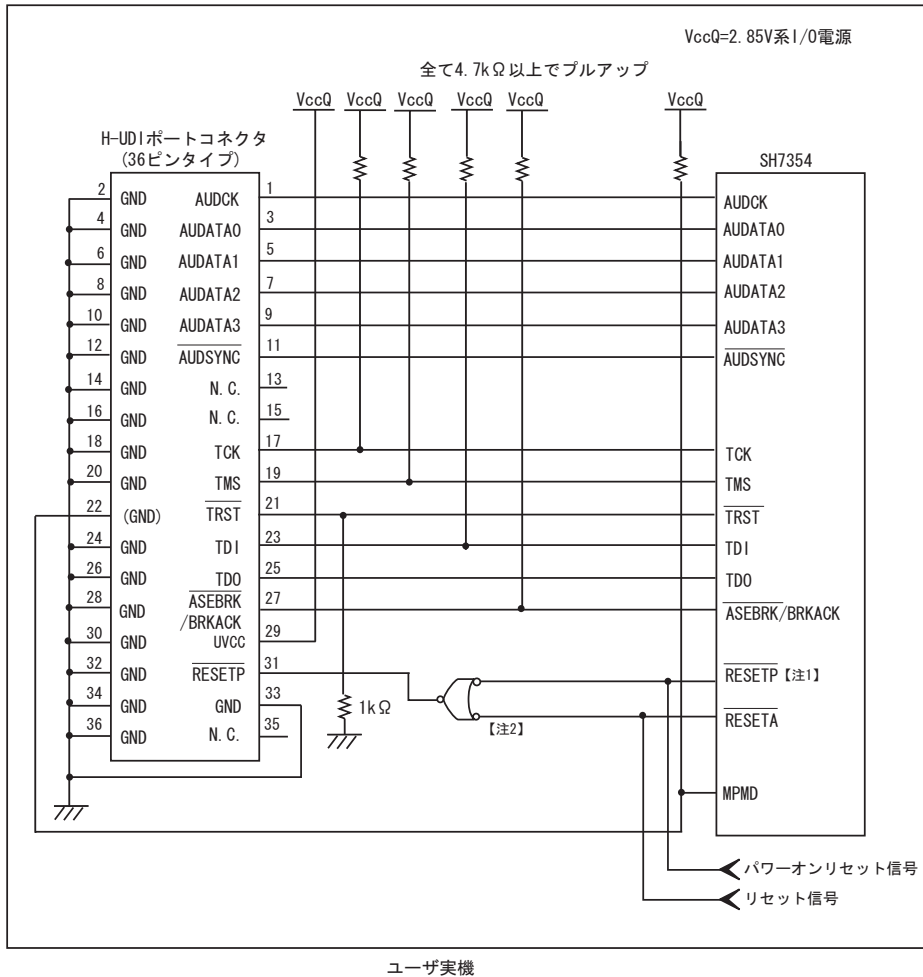 VccQ=2.85V系I/O電源
全て4.7kΩ以上でプルアップ
VccQ VccQ VccQ VccQ VccQ VccQ
H-UDIポートコネクタ
(36ピンタイプ)
SH7354
2 GND AUDCK 1 AUDCK
4 GND AUDATA0 3 AUDATA0
6 GND AUDATA1 5 AUDATA1
8 GND AUDATA2 7 AUDATA2
10 GND AUDATA3 9 AUDATA3
12 GND AUDSYNC 11 AUDSYNC
14 GND N.C. 13
16 GND N.C. 15
18 GND TCK 17 TCK
20 GND TMS 19 TMS
22 (GND) TRST 21 TRST
24 GND TDI 23 TDI
26 GND TDO 25 TDO
28 GND ASEBRK 27 ASEBRK/BRKACK
/BRKACK
30 GND UVCC 29
32 GND RESETP 31 RESETP【注1】
34 GND GND 33
1kΩ
【注2】
RESETA
36 GND N.C. 35
MPMD
パワーオンリセット信号
リセット信号
ユーザ実機